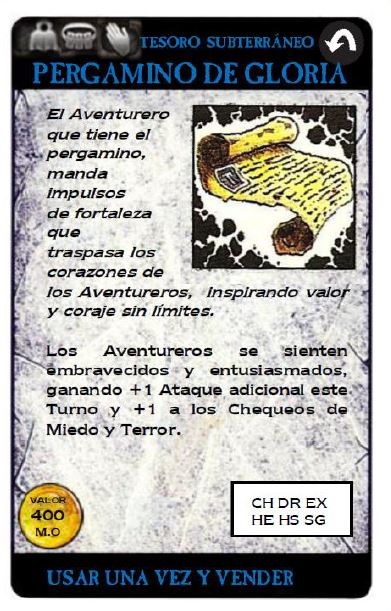 TESORO SUBTERRÁNEO
PERGAMINO DE GLORIA
El Aventurero
que tiene el
pergamino,
manda
impulsos
de fortaleza
que
traspasa los
corazones de
los Aventureros, inspirando valor
y coraje sin límites.
Los Aventureros se sienten
embravecidos y entusiasmados,
ganando +1 Ataque adicional este
Turno y +1 a los Chequeos de
Miedo y Terror.
VALOR
400
M.O
CH DR EX
HE HS SG
USAR UNA VEZ Y VENDER